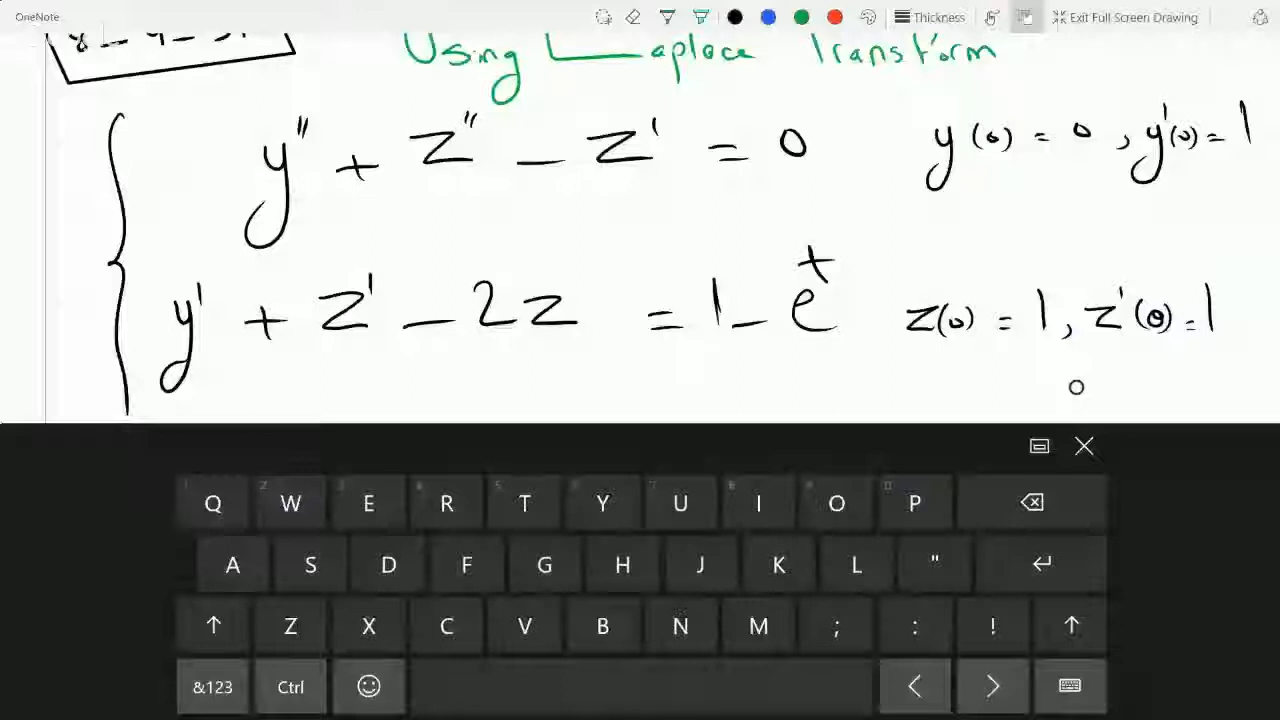 OneNote
Thickness
Exit Full Screen Drawing
Using Laplace Transform
y'' + z'' - z' = 0 y(0) = 0, y'(0) = 1
y' + z' - 2z = 1 - e^t z(0) = 1, z'(0) = 1
Q W E R T Y U I O P
A S D F G H J K L "
Z X C V B N M ; : !
&123 Ctrl